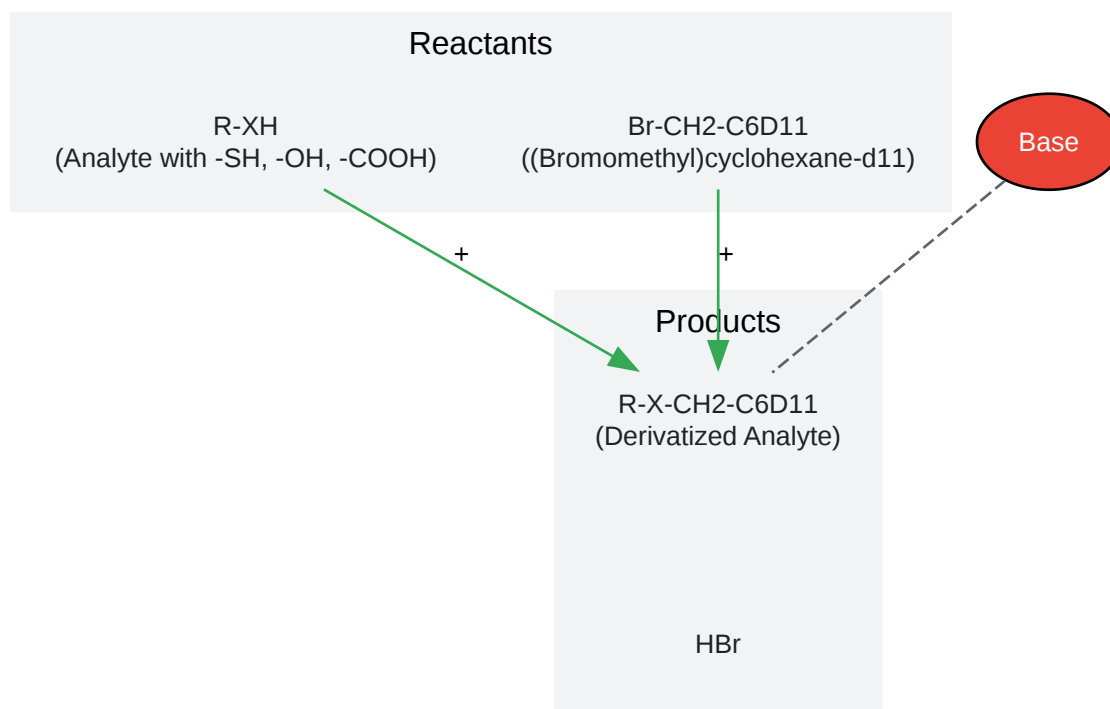 Reactants
R-XH
(Analyte with -SH, -OH, -COOH)
Br-CH2-C6D11
((Bromomethyl)cyclohexane-d11)
Base
+
+
Products
R-X-CH2-C6D11
(Derivatized Analyte)
HBr